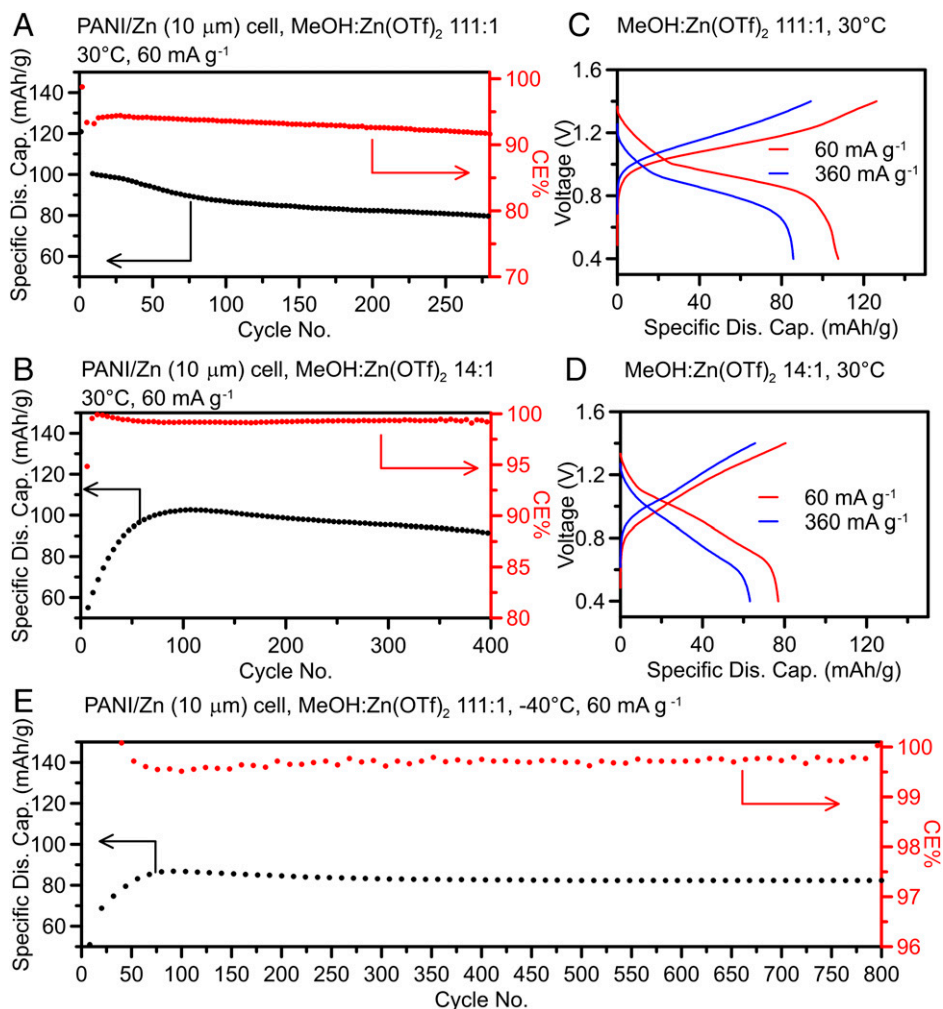 A
PANI/Zn (10 μm) cell, MeOH:Zn(OTf)₂ 111:1
30°C, 60 mA g⁻¹
Specific Dis. Cap. (mAh/g)
140
120
100
80
60
100
90
80
70
CE%
0 50 100 150 200 250
Cycle No.
C
MeOH:Zn(OTf)₂ 111:1, 30°C
Voltage (V)
1.6
1.2
0.8
0.4
60 mA g⁻¹
360 mA g⁻¹
0 40 80 120
Specific Dis. Cap. (mAh/g)
B
PANI/Zn (10 μm) cell, MeOH:Zn(OTf)₂ 14:1
30°C, 60 mA g⁻¹
Specific Dis. Cap. (mAh/g)
140
120
100
80
60
100
95
90
85
80
CE%
0 100 200 300 400
Cycle No.
D
MeOH:Zn(OTf)₂ 14:1, 30°C
Voltage (V)
1.6
1.2
0.8
0.4
60 mA g⁻¹
360 mA g⁻¹
0 40 80 120
Specific Dis. Cap. (mAh/g)
E
PANI/Zn (10 μm) cell, MeOH:Zn(OTf)₂ 111:1, -40°C, 60 mA g⁻¹
Specific Dis. Cap. (mAh/g)
140
120
100
80
60
100
99
98
97
96
CE%
0 50 100 150 200 250 300 350 400 450 500 550 600 650 700 750 800
Cycle No.